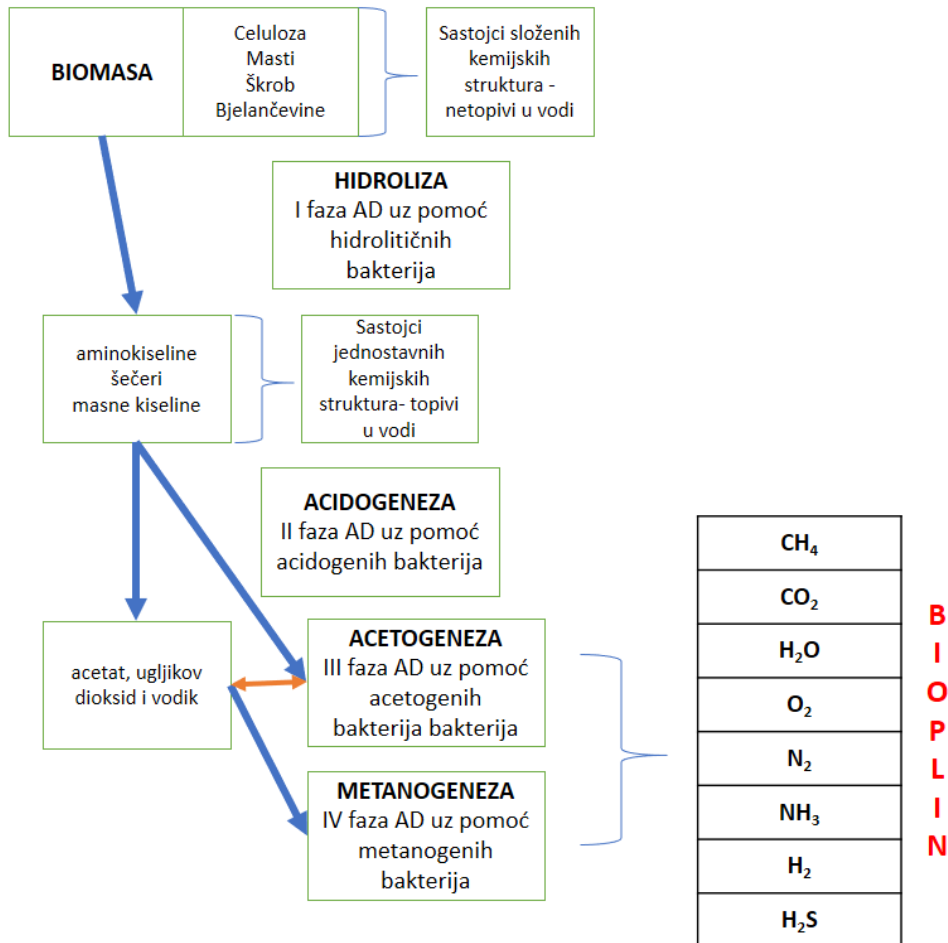 BIOMASA
Celuloza
Masti
Škrob
Bjelančevine
Sastojci složenih
kemijskih
struktura -
netopivi u vodi
HIDROLIZA
I faza AD uz pomoć
hidrolitičnih
bakterija
aminokiseline
šečeri
masne kiseline
Sastojci
jednostavnih
kemijskih
struktura- topivi
u vodi
ACIDOGENEZA
II faza AD uz pomoć
acidogenih bakterija
acetat, ugljikov
dioksid i vodik
ACETOGENEZA
III faza AD uz pomoć
acetogenih
bakterija bakterija
METANOGENEZA
IV faza AD uz pomoć
metanogenih
bakterija
CH₄
CO₂
H₂O
O₂
N₂
NH₃
H₂
H₂S
B
I
O
P
L
I
N